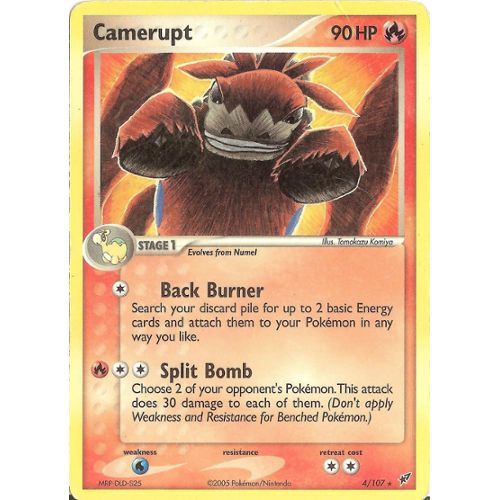 Camerupt 90 HP
Illus. Tomokazu Komiya
STAGE 1
Evolves from Numel
Back Burner
Search your discard pile for up to 2 basic Energy
cards and attach them to your Pokémon in any
way you like.
Split Bomb
Choose 2 of your opponent's Pokémon.This attack
does 30 damage to each of them. (Don't apply
Weakness and Resistance for Benched Pokémon.)
weakness resistance retreat cost
MRP-DLD-525 ©2005 Pokémon/Nintendo 4/107 ★